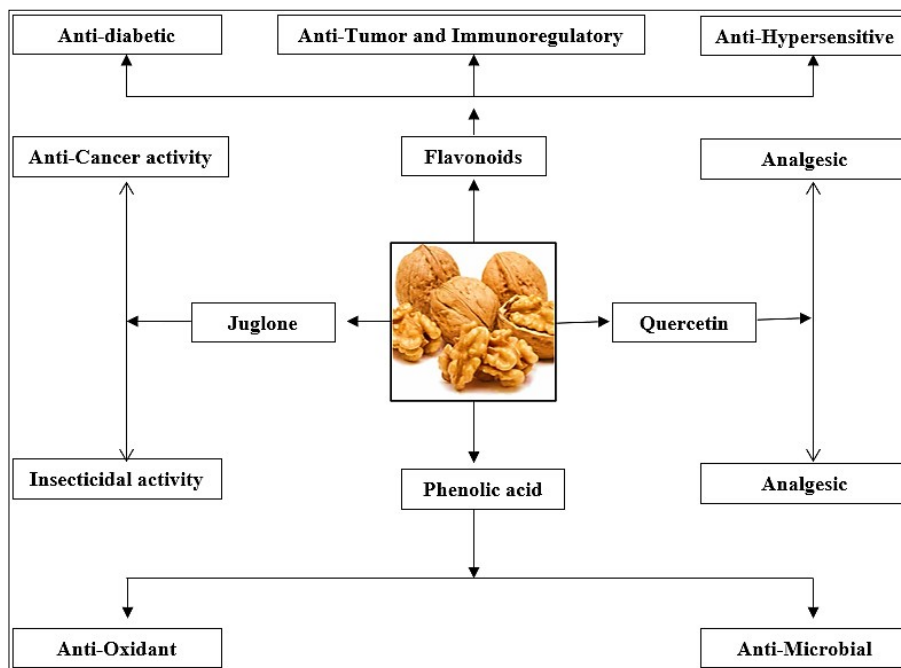 Anti-diabetic
Anti-Tumor and Immunoregulatory
Anti-Hypersensitive
Anti-Cancer activity
Flavonoids
Analgesic
Juglone
Quercetin
Insecticidal activity
Phenolic acid
Analgesic
Anti-Oxidant
Anti-Microbial